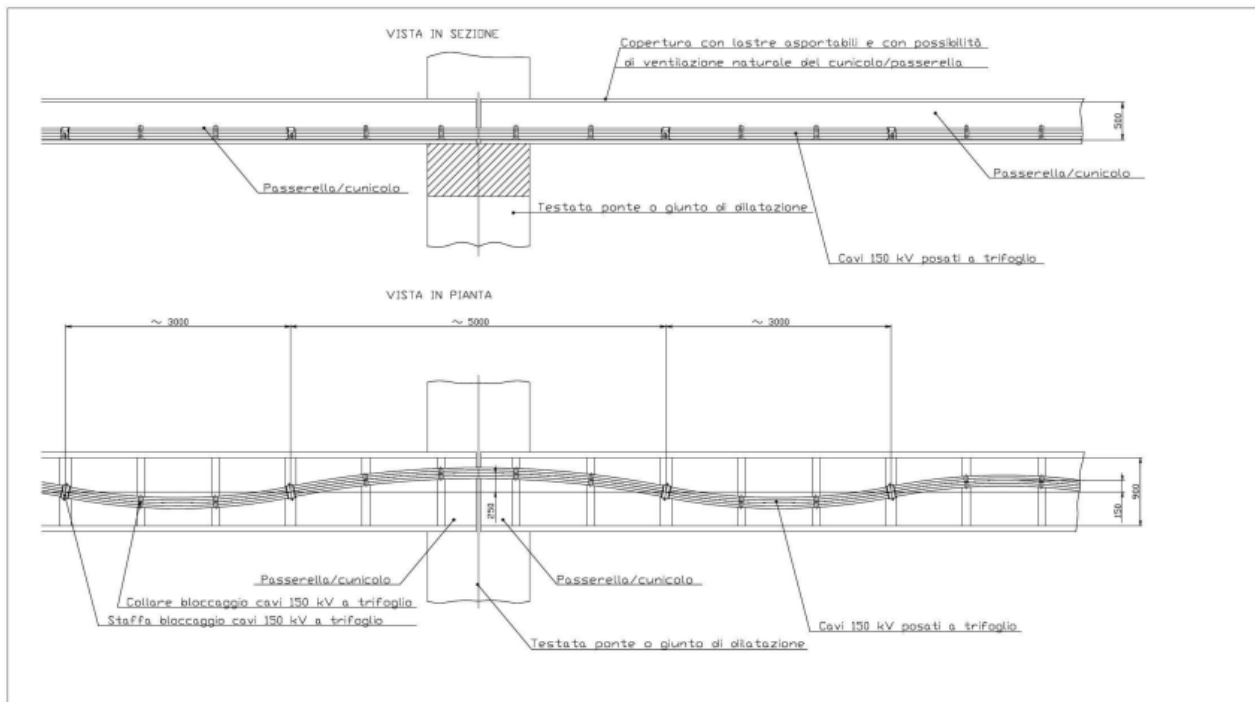 VISTA IN SEZIONE
Copertura con lastre asportabili e con possibilità
di ventilazione naturale del cunicolo/passerella
500
Passerella/cunicolo
Passerella/cunicolo
Testata ponte o giunto di dilatazione
Cavi 150 kV posati a trifoglio
VISTA IN PIANTA
~ 3000
~ 5000
~ 3000
250
150
900
Passerella/cunicolo
Passerella/cunicolo
Collare bloccaggio cavi 150 kV a trifoglio
Staffa bloccaggio cavi 150 kV a trifoglio
Cavi 150 kV posati a trifoglio
Testata ponte o giunto di dilatazione